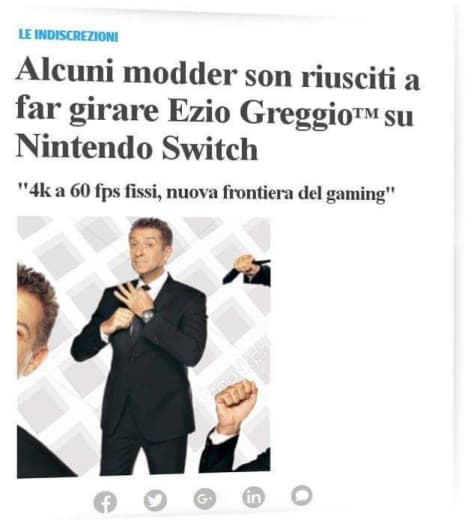 LE INDISCREZIONI
Alcuni modder son riusciti a
far girare Ezio Greggio™ su
Nintendo Switch
"4k a 60 fps fissi, nuova frontiera del gaming"
f
G+
in